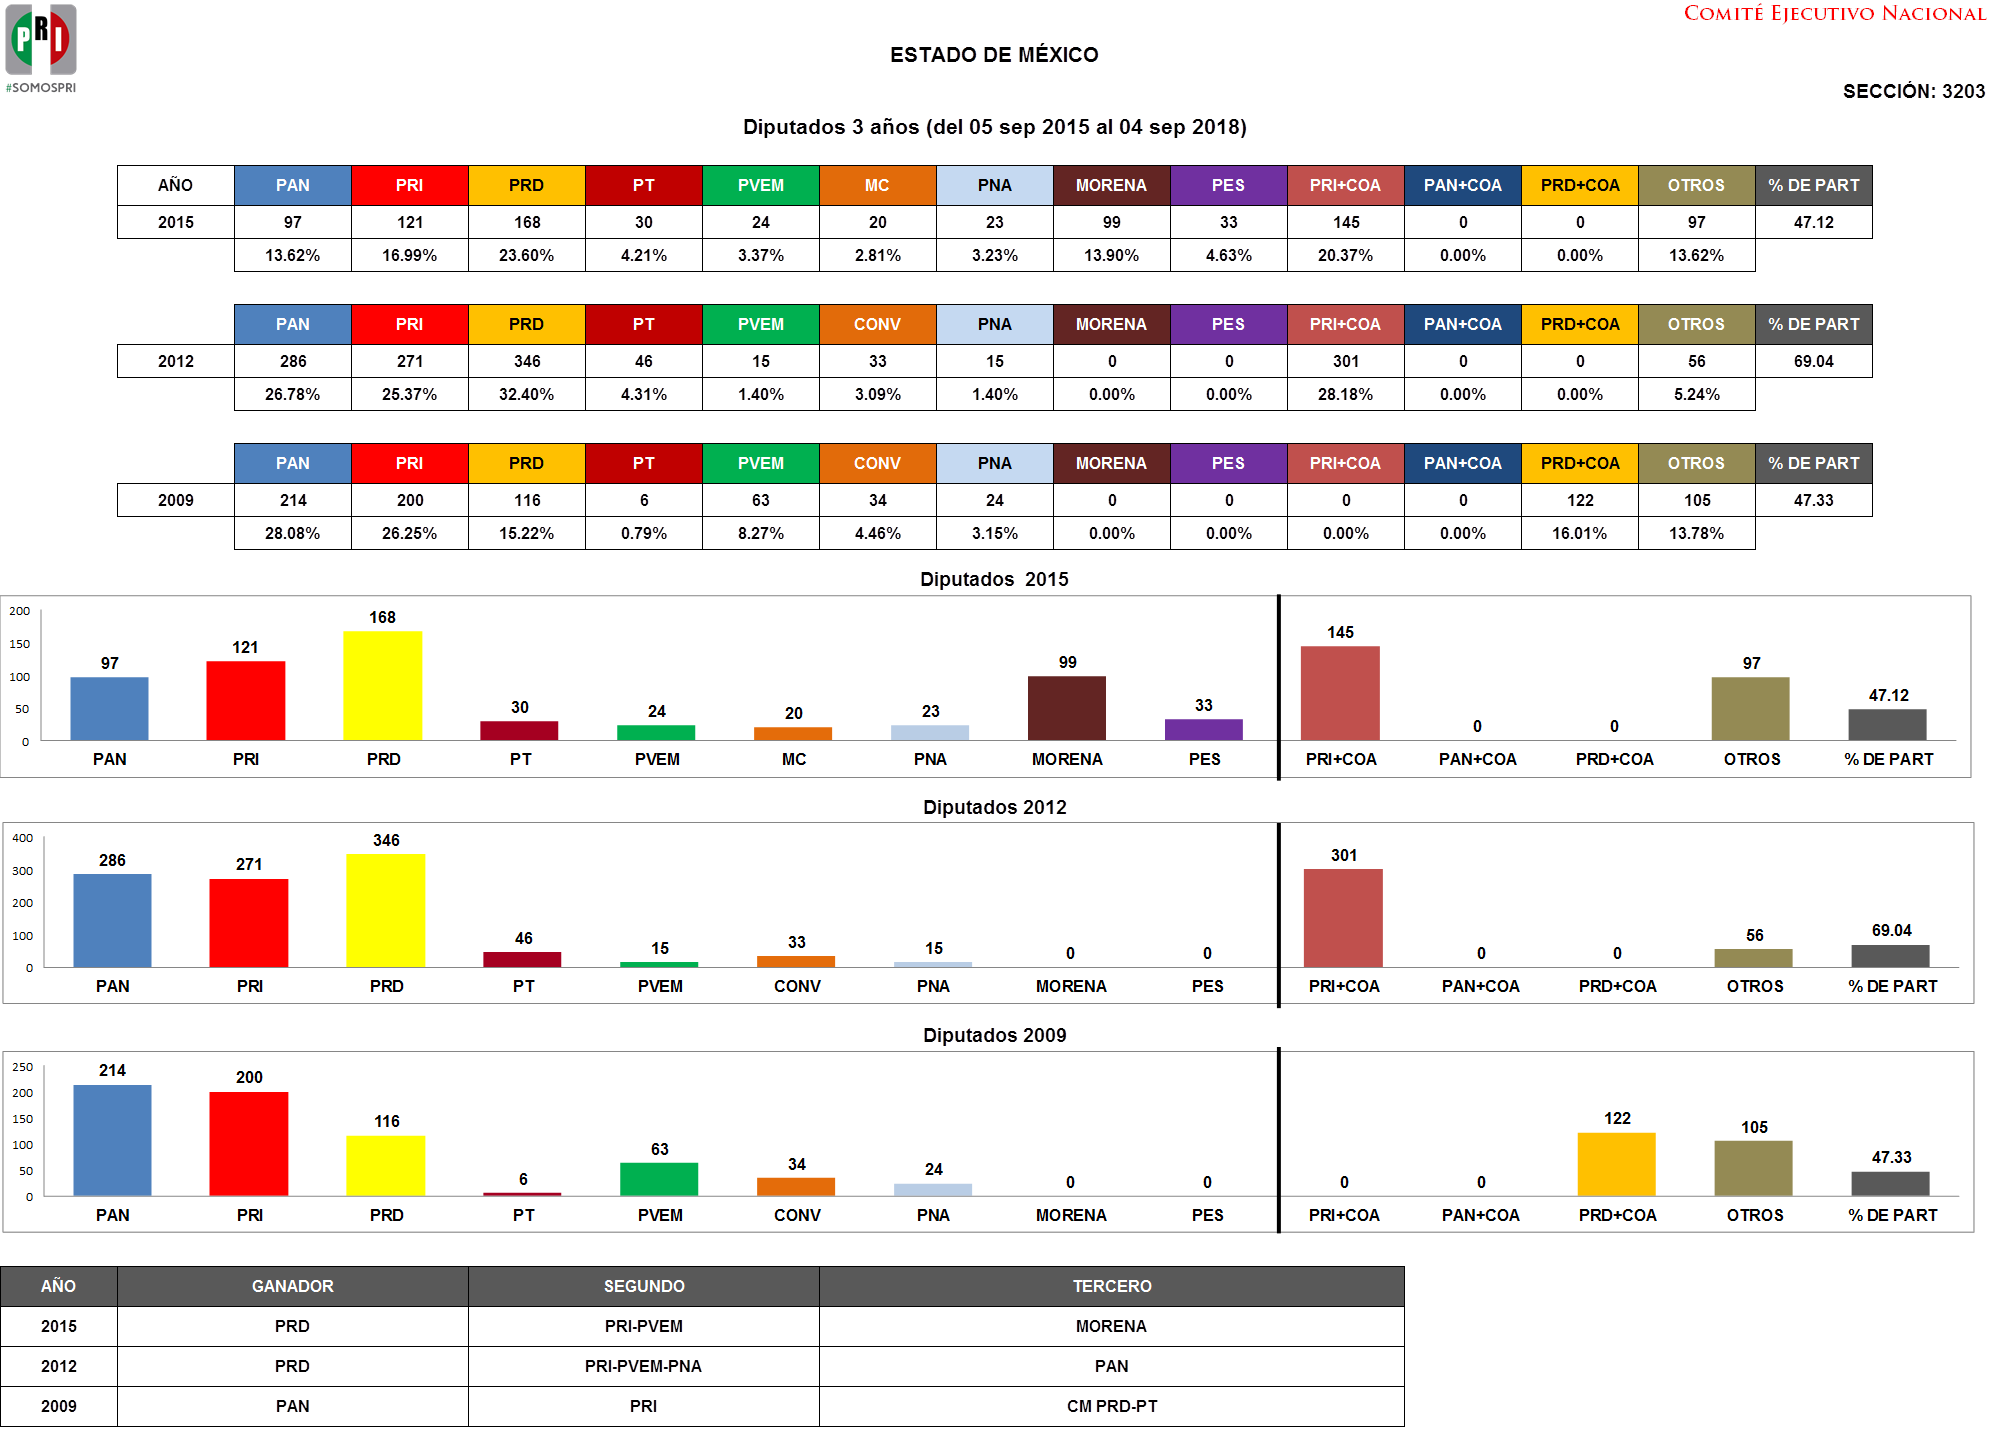 PRI
#SOMOSPRI
COMITÉ EJECUTIVO NACIONAL
ESTADO DE MÉXICO
SECCIÓN: 3203
Diputados 3 años (del 05 sep 2015 al 04 sep 2018)
AÑO PAN PRI PRD PT PVEM MC PNA MORENA PES PRI+COA PAN+COA PRD+COA OTROS % DE PART
2015 97 121 168 30 24 20 23 99 33 145 0 0 97 47.12
13.62% 16.99% 23.60% 4.21% 3.37% 2.81% 3.23% 13.90% 4.63% 20.37% 0.00% 0.00% 13.62%
PAN PRI PRD PT PVEM CONV PNA MORENA PES PRI+COA PAN+COA PRD+COA OTROS % DE PART
2012 286 271 346 46 15 33 15 0 0 301 0 0 56 69.04
26.78% 25.37% 32.40% 4.31% 1.40% 3.09% 1.40% 0.00% 0.00% 28.18% 0.00% 0.00% 5.24%
PAN PRI PRD PT PVEM CONV PNA MORENA PES PRI+COA PAN+COA PRD+COA OTROS % DE PART
2009 214 200 116 6 63 34 24 0 0 0 0 122 105 47.33
28.08% 26.25% 15.22% 0.79% 8.27% 4.46% 3.15% 0.00% 0.00% 0.00% 0.00% 16.01% 13.78%
Diputados 2015
200
150
100
50
0
97 121 168 30 24 20 23 99 33 145 0 0 97 47.12
PAN PRI PRD PT PVEM MC PNA MORENA PES PRI+COA PAN+COA PRD+COA OTROS % DE PART
Diputados 2012
400
300
200
100
0
286 271 346 46 15 33 15 0 0 301 0 0 56 69.04
PAN PRI PRD PT PVEM CONV PNA MORENA PES PRI+COA PAN+COA PRD+COA OTROS % DE PART
Diputados 2009
250
200
150
100
50
0
214 200 116 6 63 34 24 0 0 0 0 122 105 47.33
PAN PRI PRD PT PVEM CONV PNA MORENA PES PRI+COA PAN+COA PRD+COA OTROS % DE PART
AÑO GANADOR SEGUNDO TERCERO
2015 PRD PRI-PVEM MORENA
2012 PRD PRI-PVEM-PNA PAN
2009 PAN PRI CM PRD-PT